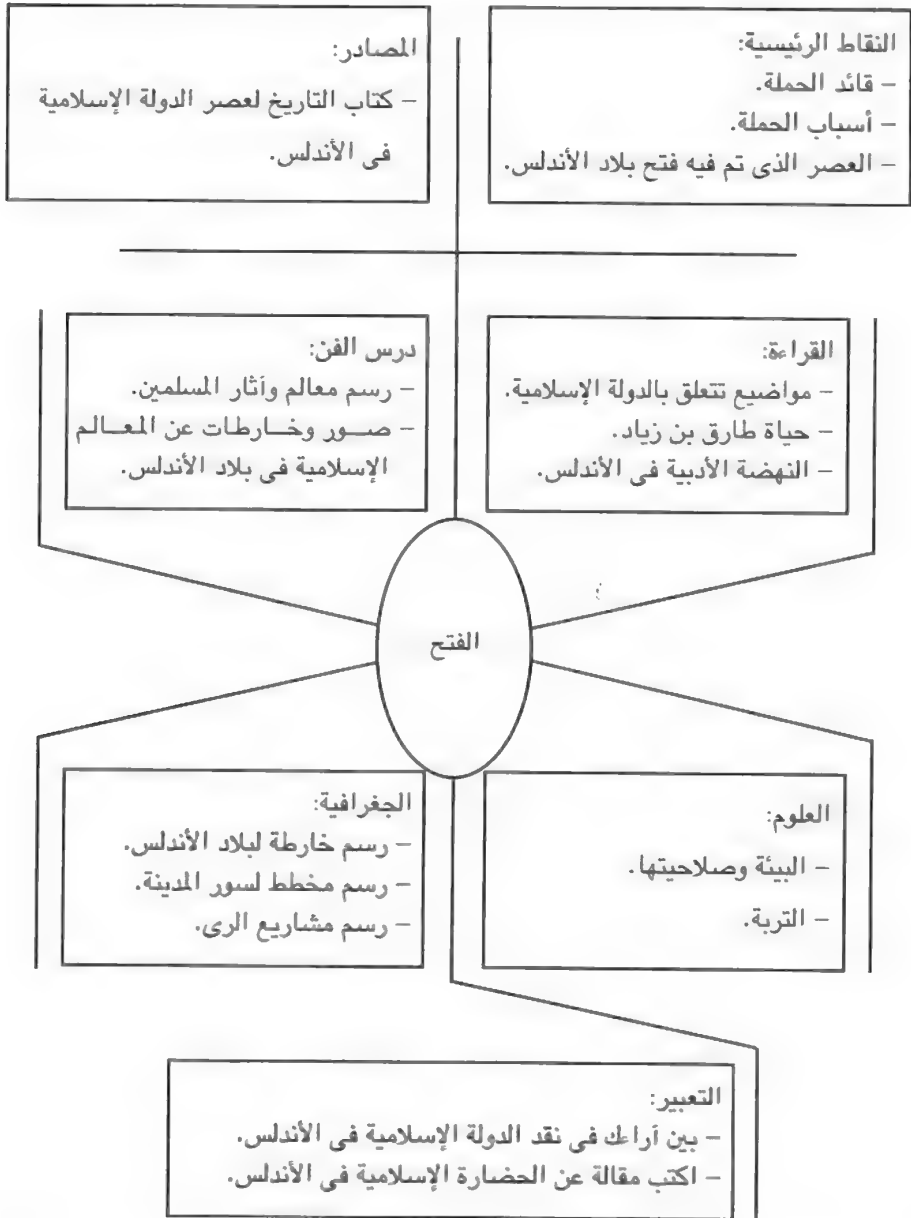 النقاط الرئيسية:
– قائد الحملة.
– أسباب الحملة.
– العصر الذى تم فيه فتح بلاد الأندلس.
المصادر:
– كتاب التاريخ لعصر الدولة الإسلامية
فى الأندلس.
القراءة:
– مواضيع تتعلق بالدولة الإسلامية.
– حياة طارق بن زياد.
– النهضة الأدبية فى الأندلس.
درس الفن:
– رسم معالم وآثار المسلمين.
– صور وخارطات عن المعالم
الإسلامية فى بلاد الأندلس.
الفتح
العلوم:
– البيئة وصلاحيتها.
– التربة.
الجغرافية:
– رسم خارطة لبلاد الأندلس.
– رسم مخطط لسور المدينة.
– رسم مشاريع الرى.
التعبير:
– بين آراءك فى نقد الدولة الإسلامية فى الأندلس.
– اكتب مقالة عن الحضارة الإسلامية فى الأندلس.